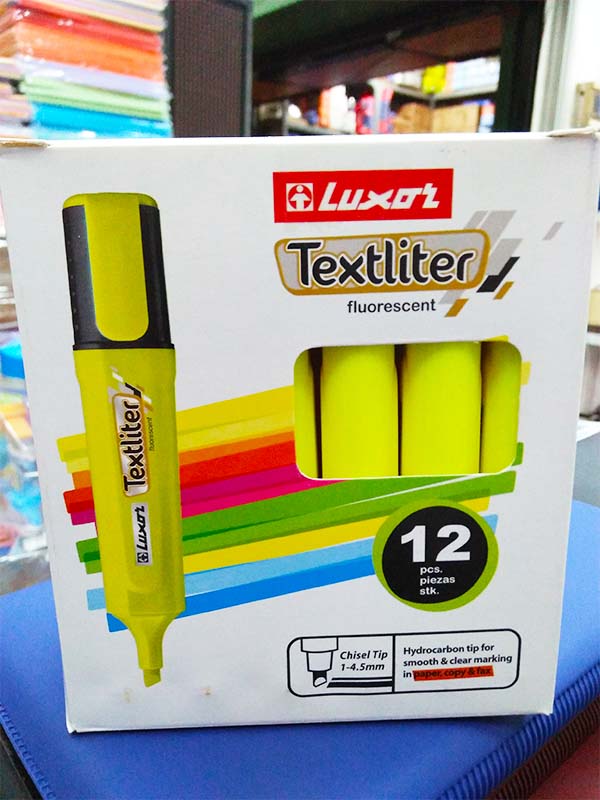 LUXOR
Textliter
fluorescent
Textliter
fluorescent
LUXOR
12
pcs.
piezas
stk.
Chisel Tip
1-4.5mm
Hydrocarbon tip for
smooth & clear marking
in paper, copy & fax